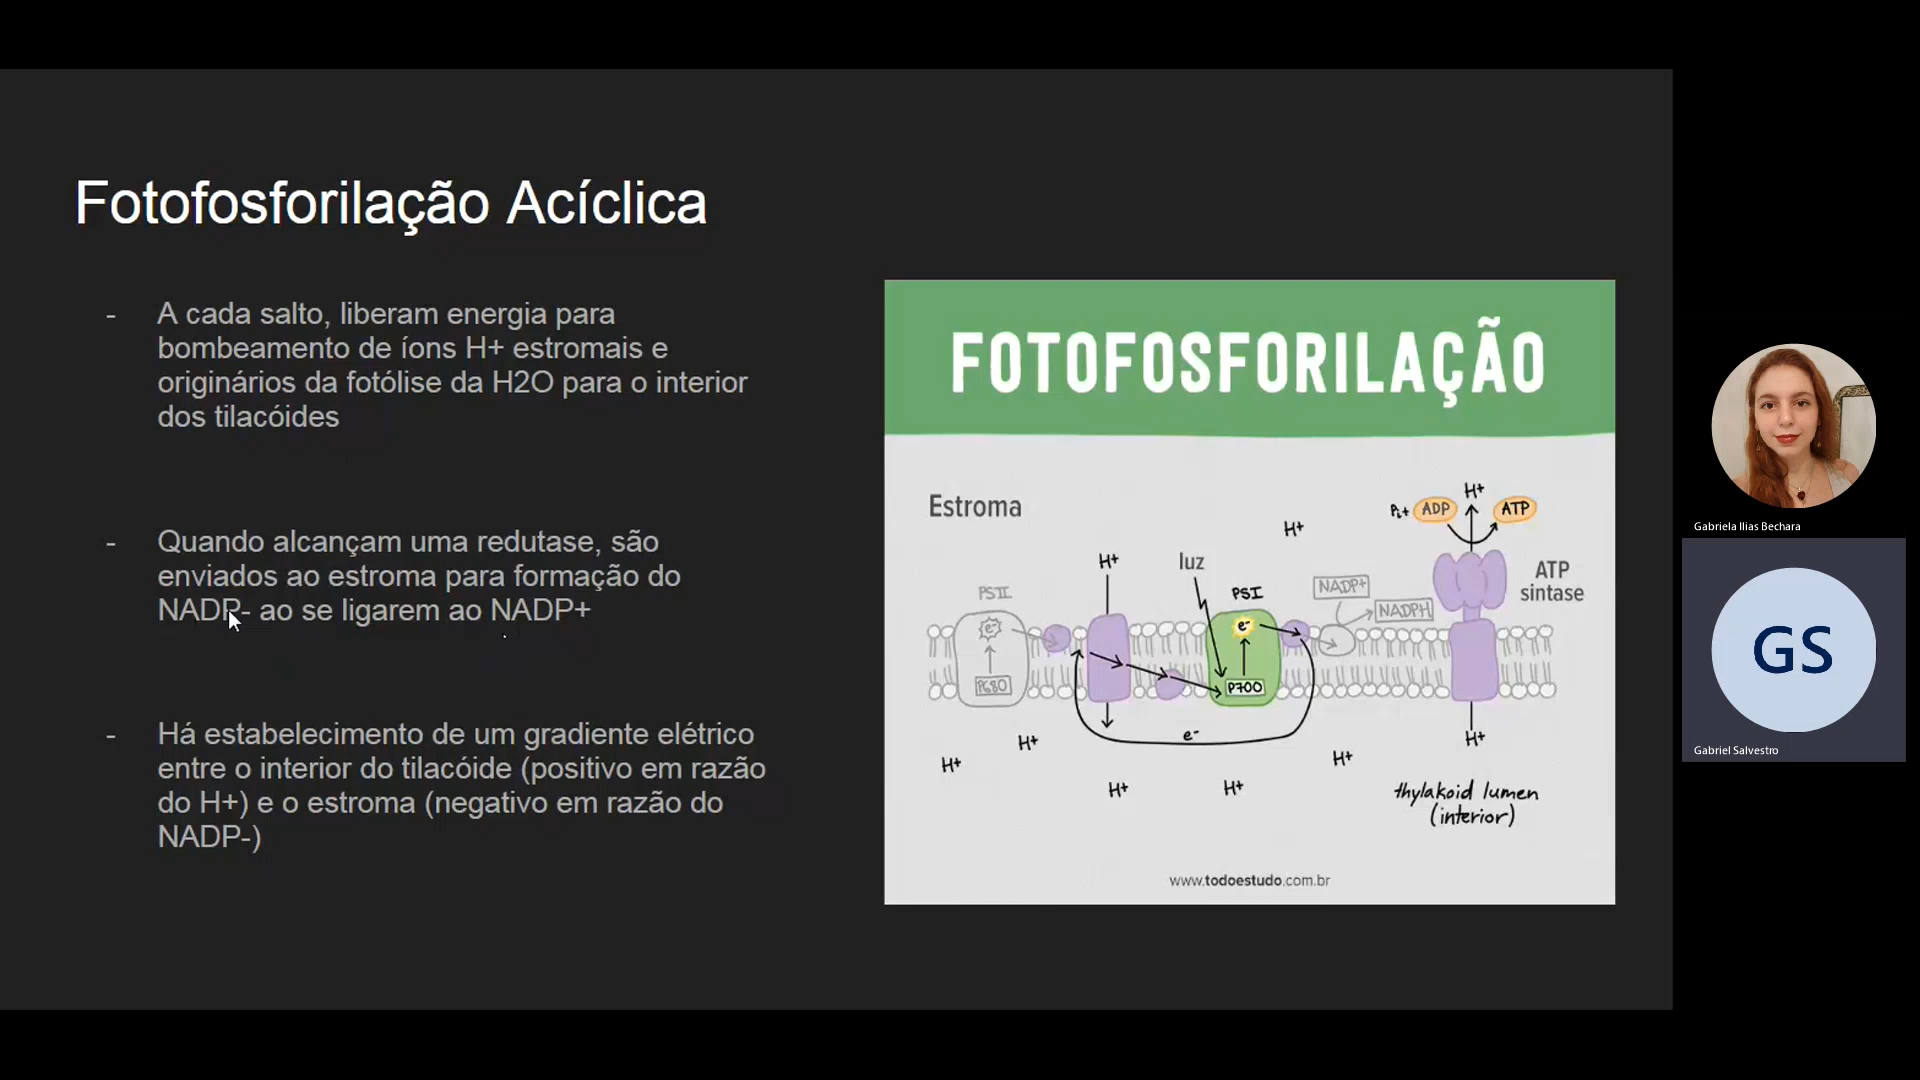 Fotofosforilação Acíclica
- A cada salto, liberam energia para
bombeamento de íons H+ estromais e
originários da fotólise da H2O para o interior
dos tilacóides
- Quando alcançam uma redutase, são
enviados ao estroma para formação do
NADP- ao se ligarem ao NADP+
- Há estabelecimento de um gradiente elétrico
entre o interior do tilacóide (positivo em razão
do H+) e o estroma (negativo em razão do
NADP-)
FOTOFOSFORILAÇÃO
Estroma
H+
Pi+ ADP
H+
ATP
H+
luz
PSII
PSI
NADP+
NADPH
ATP
sintase
e-
e-
P680
P700
e-
H+
H+
H+
H+
H+
H+
thylakoid lumen
(interior)
www.todoestudo.com.br
Gabriela Ilias Bechara
GS
Gabriel Salvestro